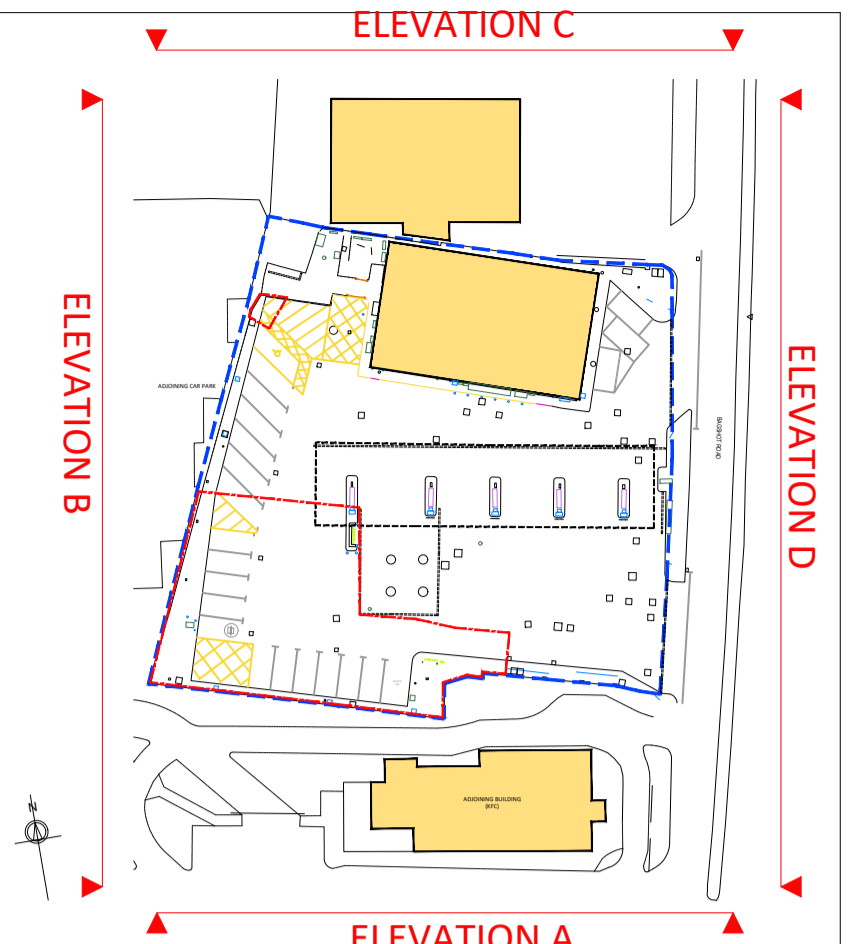 ELEVATION C
ELEVATION B
ADJOINING CAR PARK
BAGSHOT ROAD
ELEVATION D
ADJOINING BUILDING
(KFC)
N
ELEVATION A